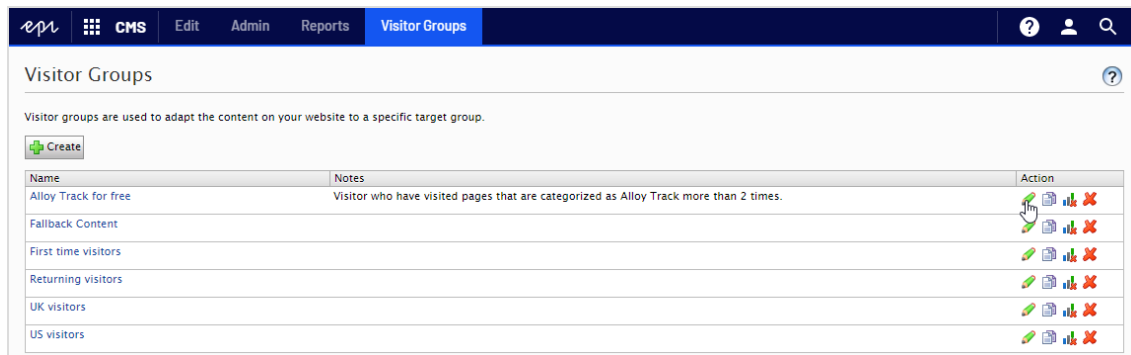 epi CMS Edit Admin Reports Visitor Groups
Visitor Groups
Visitor groups are used to adapt the content on your website to a specific target group.
Create
Name Notes Action
Alloy Track for free Visitor who have visited pages that are categorized as Alloy Track more than 2 times.
Fallback Content
First time visitors
Returning visitors
UK visitors
US visitors